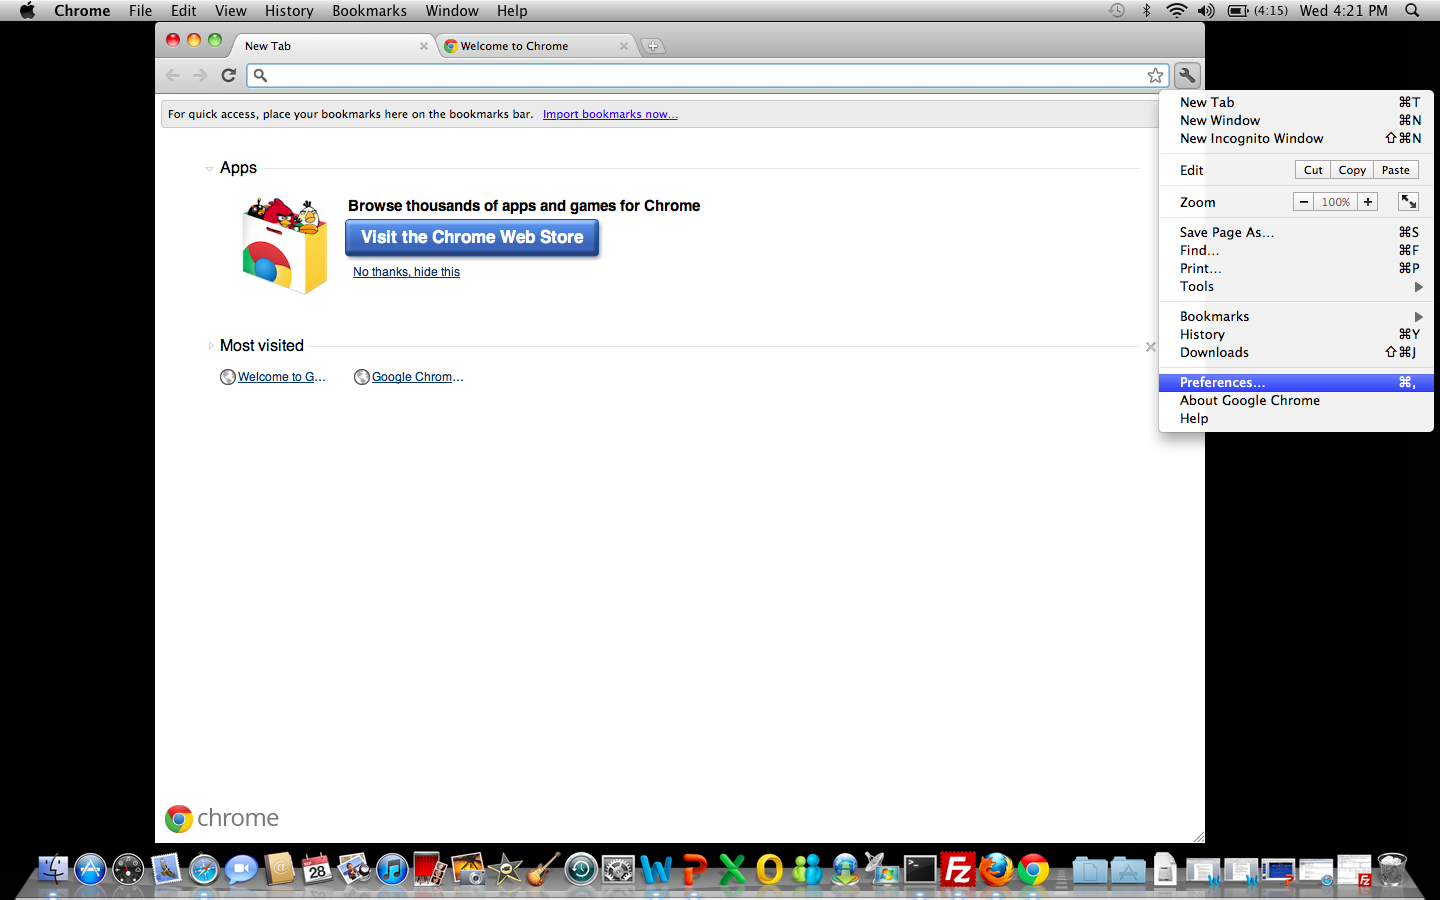 Chrome File Edit View History Bookmarks Window Help (4:15) Wed 4:21 PM
New Tab Welcome to Chrome
For quick access, place your bookmarks here on the bookmarks bar. Import bookmarks now...
Apps
Browse thousands of apps and games for Chrome
Visit the Chrome Web Store
No thanks, hide this
Most visited
Welcome to G... Google Chrom...
New Tab ⌘T
New Window ⌘N
New Incognito Window ⇧⌘N
Edit Cut Copy Paste
Zoom − 100% +
Save Page As... ⌘S
Find... ⌘F
Print... ⌘P
Tools
Bookmarks
History ⌘Y
Downloads ⇧⌘J
Preferences... ⌘,
About Google Chrome
Help
chrome
28